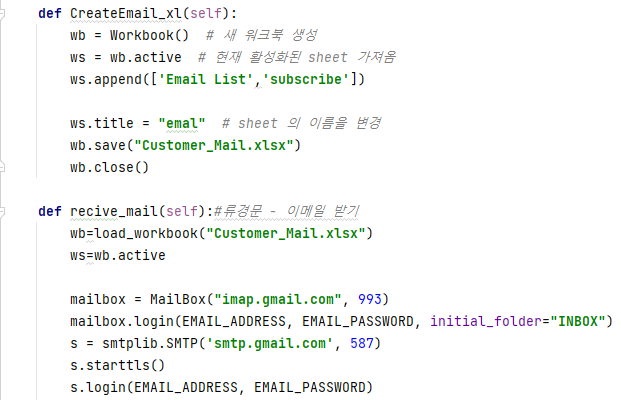 def CreateEmail_xl(self):
wb = Workbook()  # 새 워크북 생성
ws = wb.active  # 현재 활성화된 sheet 가져옴
ws.append(['Email List','subscribe'])
ws.title = "emal"  # sheet 의 이름을 변경
wb.save("Customer_Mail.xlsx")
wb.close()
def recive_mail(self):#류경문 - 이메일 받기
wb=load_workbook("Customer_Mail.xlsx")
ws=wb.active
mailbox = MailBox("imap.gmail.com", 993)
mailbox.login(EMAIL_ADDRESS, EMAIL_PASSWORD, initial_folder="INBOX")
s = smtplib.SMTP('smtp.gmail.com', 587)
s.starttls()
s.login(EMAIL_ADDRESS, EMAIL_PASSWORD)